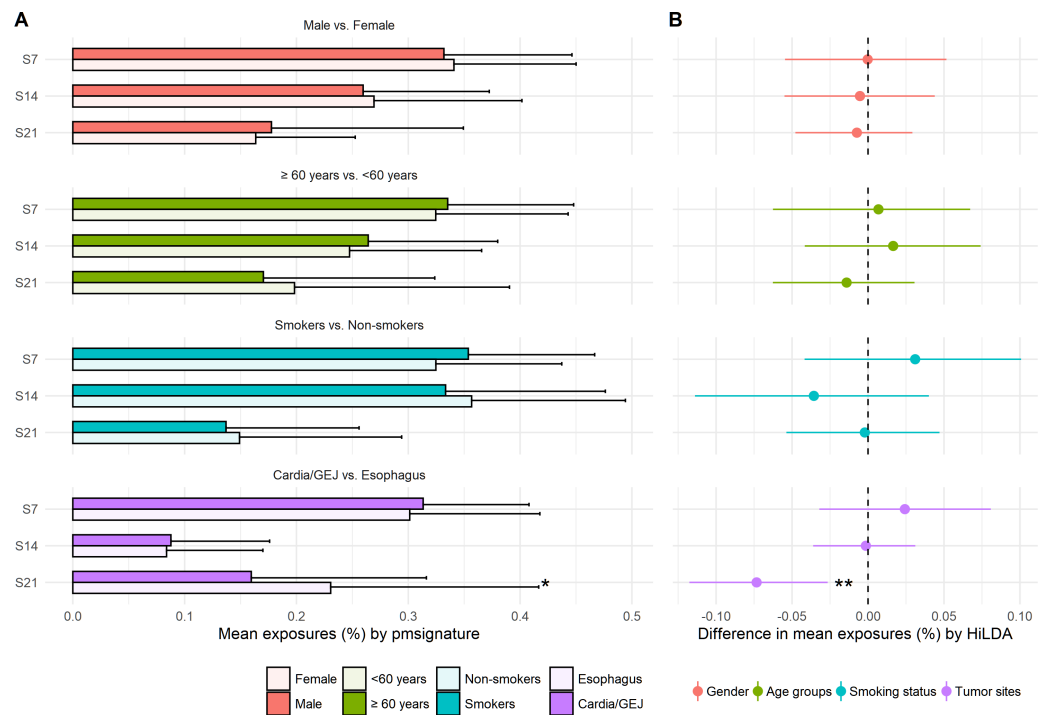 A
B
Male vs. Female
S7
S14
S21
≥ 60 years vs. <60 years
S7
S14
S21
Smokers vs. Non-smokers
S7
S14
S21
Cardia/GEJ vs. Esophagus
S7
S14
S21
*
**
0.0 0.1 0.2 0.3 0.4 0.5
-0.10 -0.05 0.00 0.05 0.10
Mean exposures (%) by pmsignature
Difference in mean exposures (%) by HiLDA
Female <60 years Non-smokers Esophagus
Male ≥ 60 years Smokers Cardia/GEJ
Gender Age groups Smoking status Tumor sites